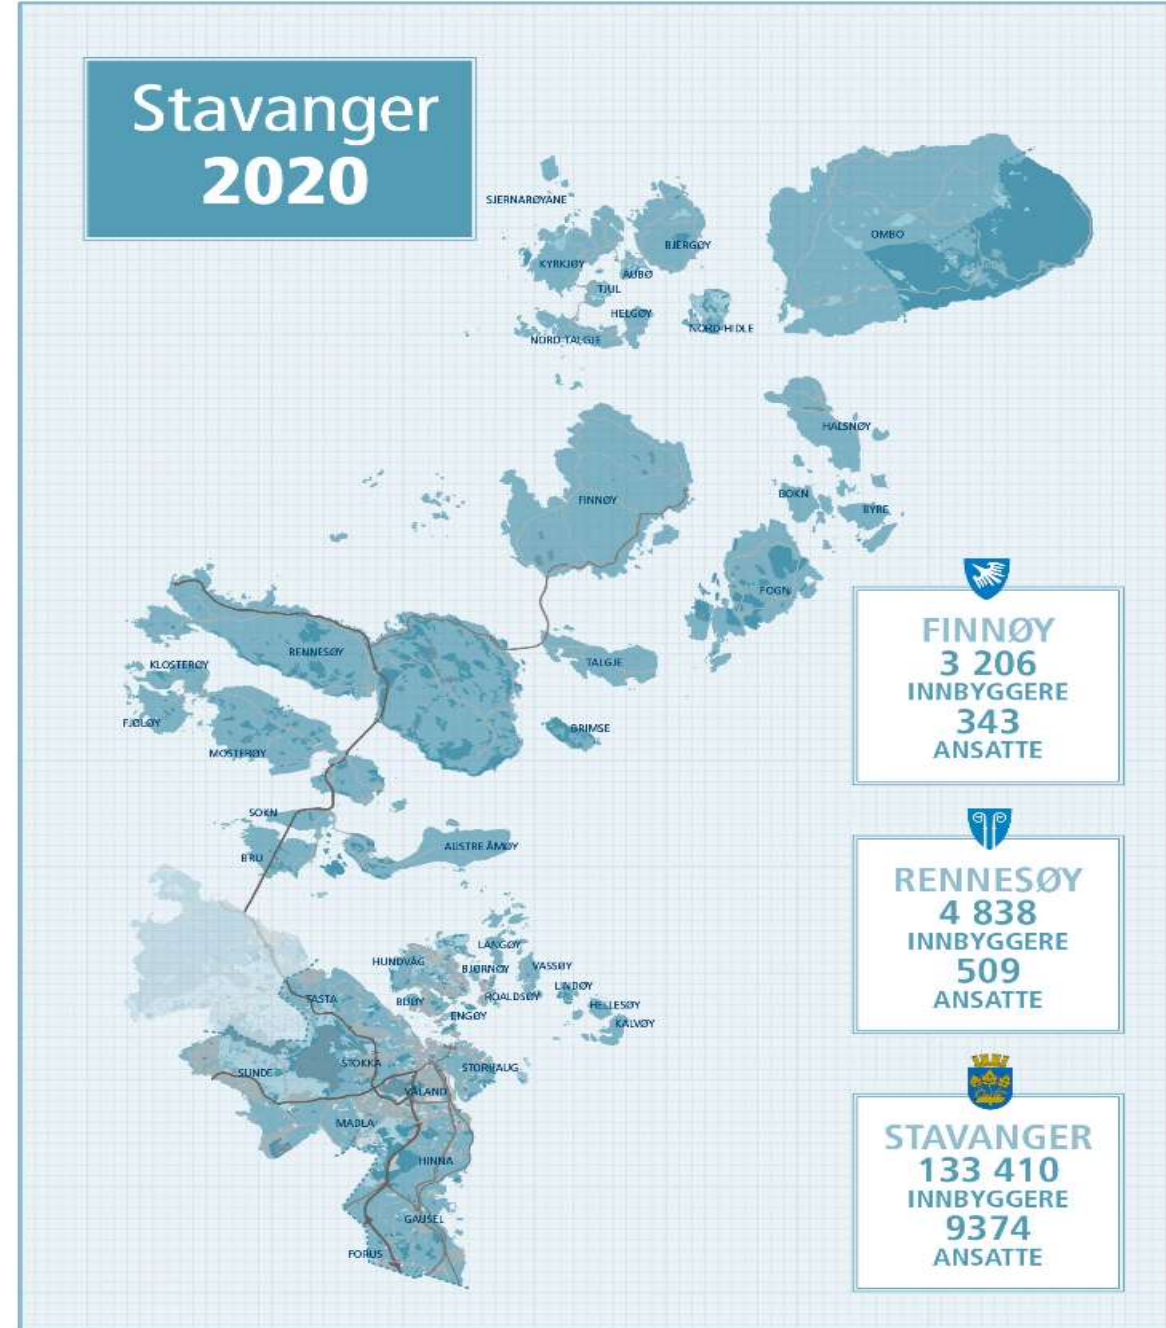 Stavanger
2020
SJERNARØYANE
OMBO
BJERGØY
KYRKJØY
AUBØ
TJUL
HELGØY
NORD-HIDLE
NORD-TALGJE
HALSNØY
FINNØY
BOKN
BYRE
FOGN
RENNESØY
KLOSTERØY
TALGJE
FJØLØY
BRIMSE
MOSTERØY
SOKN
AUSTRE ÅMØY
BRU
LANGØY
HUNDVÅG
BJØRNØY
VASSØY
LINDØY
ROALDSØY
TASTA
BUØY
HELLESØY
ENGØY
KALVØY
STOKKA
STORHAUG
SUNDE
VÅLAND
MADLA
HINNA
GAUSEL
FORUS
FINNØY
3 206
INNBYGGERE
343
ANSATTE
RENNESØY
4 838
INNBYGGERE
509
ANSATTE
STAVANGER
133 410
INNBYGGERE
9374
ANSATTE